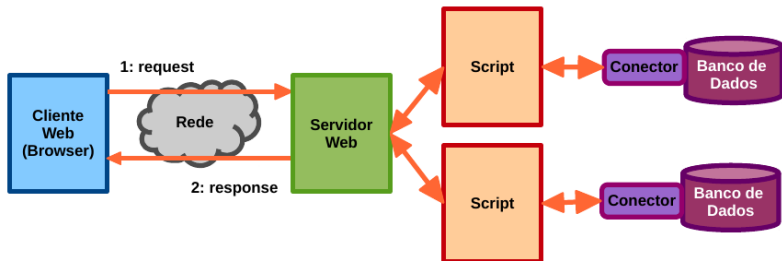 1: request
Cliente
Web
(Browser)
Rede
2: response
Servidor
Web
Script
Conector
Banco de
Dados
Script
Conector
Banco de
Dados